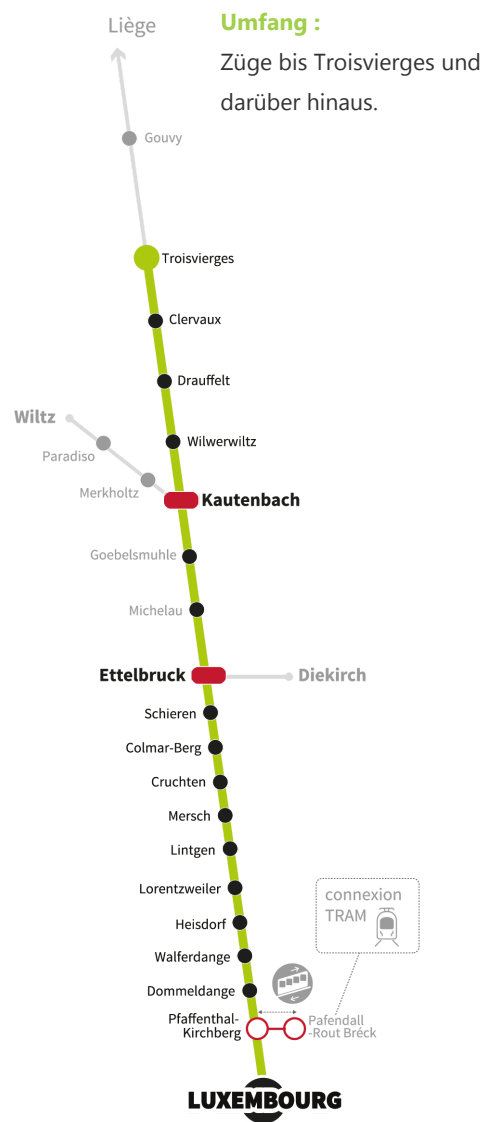 Liège
Umfang :
Züge bis Troisvierges und
darüber hinaus.
Gouvy
Troisvierges
Clervaux
Drauffelt
Wiltz
Wilwerwiltz
Paradiso
Merkholtz
Kautenbach
Goebelsmuhle
Michelau
Ettelbruck
Diekirch
Schieren
Colmar-Berg
Cruchten
Mersch
Lintgen
Lorentzweiler
connexion
TRAM
Heisdorf
Walferdange
Dommeldange
Pfaffenthal-
Kirchberg
Pafendall
-Rout Bréck
LUXEMBOURG